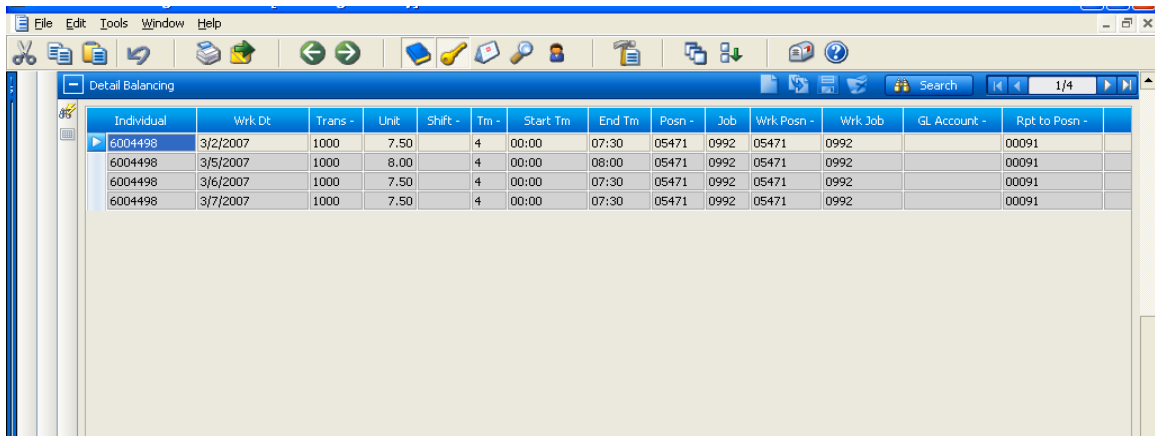 File Edit Tools Window Help
Detail Balancing Search 1/4
Individual Wrk Dt Trans - Unit Shift - Tm - Start Tm End Tm Posn - Job Wrk Posn - Wrk Job GL Account - Rpt to Posn -
6004498 3/2/2007 1000 7.50 4 00:00 07:30 05471 0992 05471 0992 00091
6004498 3/5/2007 1000 8.00 4 00:00 08:00 05471 0992 05471 0992 00091
6004498 3/6/2007 1000 7.50 4 00:00 07:30 05471 0992 05471 0992 00091
6004498 3/7/2007 1000 7.50 4 00:00 07:30 05471 0992 05471 0992 00091